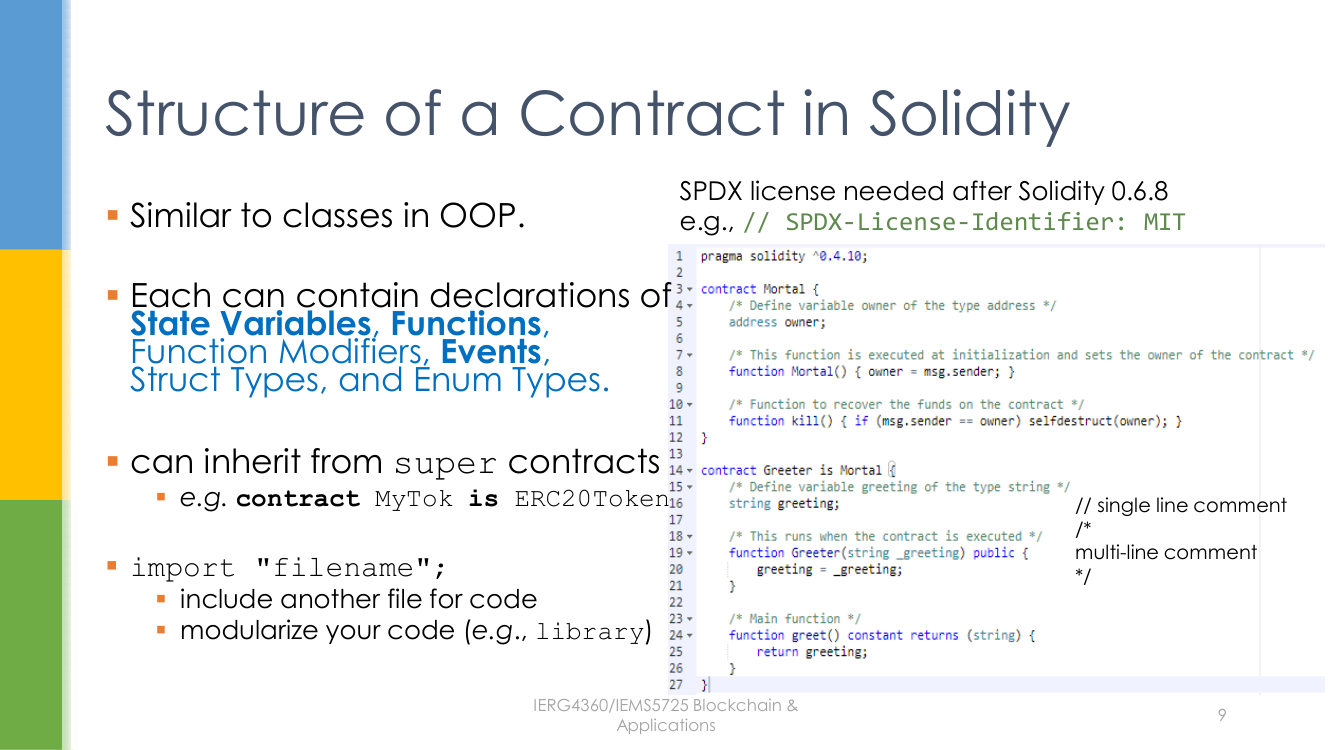 Structure of a Contract in Solidity
Similar to classes in OOP.
Each can contain declarations of
State Variables, Functions,
Function Modifiers, Events,
Struct Types, and Enum Types.
can inherit from super contracts
e.g. contract MyTok is ERC20Token
import "filename";
include another file for code
modularize your code (e.g., library)
SPDX license needed after Solidity 0.6.8
e.g., // SPDX-License-Identifier: MIT
1 pragma solidity ^0.4.10;
2
3 contract Mortal {
4 /* Define variable owner of the type address */
5 address owner;
6
7 /* This function is executed at initialization and sets the owner of the contract */
8 function Mortal() { owner = msg.sender; }
9
10 /* Function to recover the funds on the contract */
11 function kill() { if (msg.sender == owner) selfdestruct(owner); }
12 }
13
14 contract Greeter is Mortal {
15 /* Define variable greeting of the type string */
16 string greeting;
17
18 /* This runs when the contract is executed */
19 function Greeter(string _greeting) public {
20 greeting = _greeting;
21 }
22
23 /* Main function */
24 function greet() constant returns (string) {
25 return greeting;
26 }
27 }
// single line comment
/*
multi-line comment
*/
IERG4360/IEMS5725 Blockchain &
Applications
9